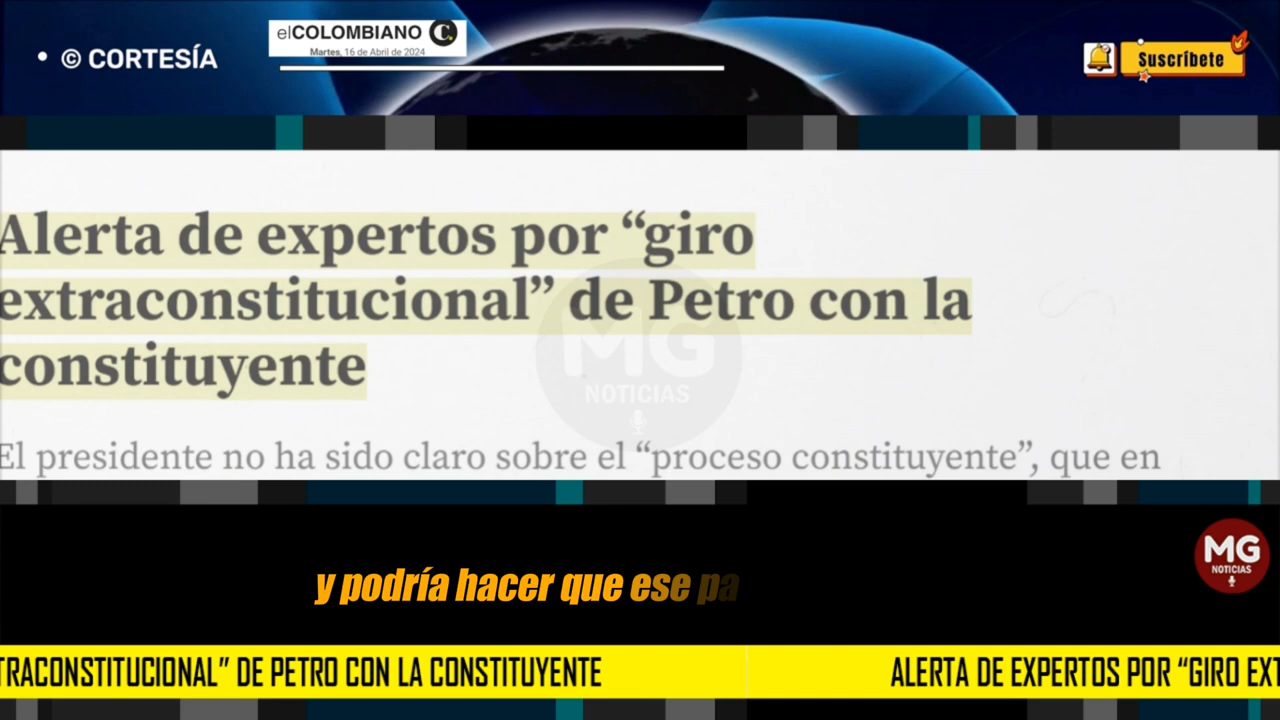 • © CORTESÍA
elCOLOMBIANO C
Martes, 16 de Abril de 2024
Suscríbete
Alerta de expertos por “giro
extraconstitucional” de Petro con la
constituyente
El presidente no ha sido claro sobre el “proceso constituyente”, que en
MG
NOTICIAS
y podría hacer que ese pa
MG
NOTICIAS
TRACONSTITUCIONAL” DE PETRO CON LA CONSTITUYENTE
ALERTA DE EXPERTOS POR “GIRO EXT